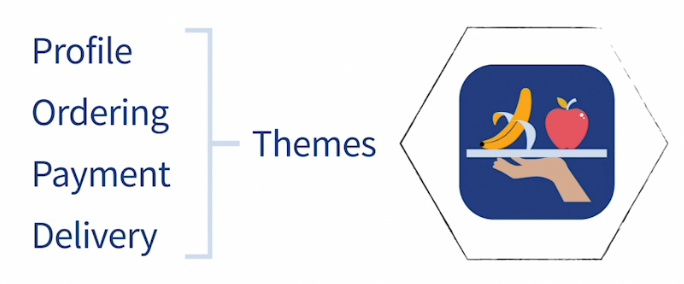 Profile
Ordering
Payment
Delivery
Themes